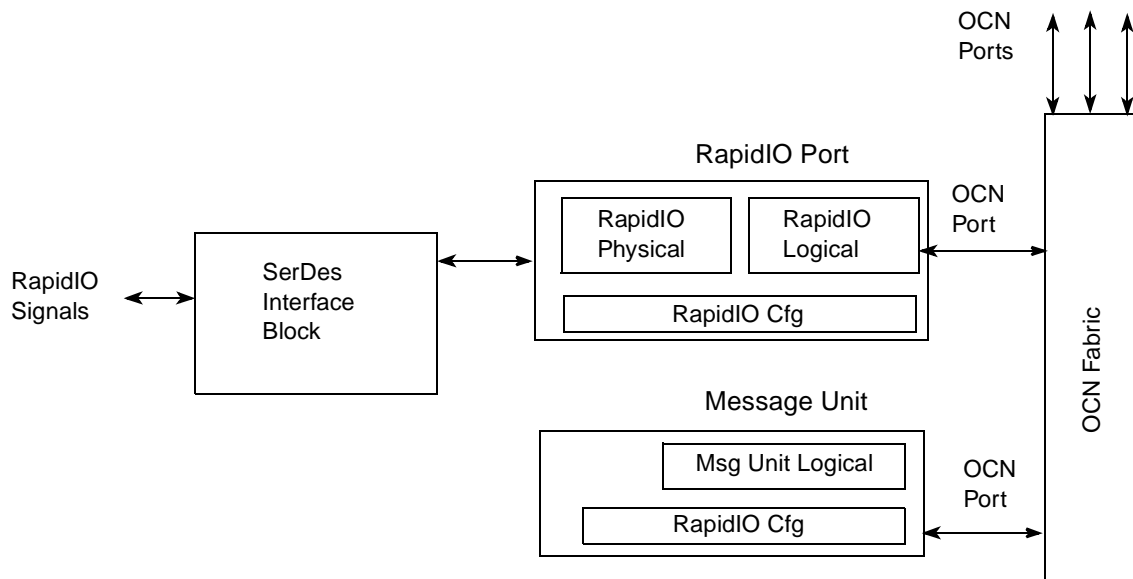 OCN
Ports
RapidIO Port
RapidIO
Physical
RapidIO
Logical
OCN
Port
RapidIO
Signals
SerDes
Interface
Block
RapidIO Cfg
OCN Fabric
Message Unit
Msg Unit Logical
OCN
Port
RapidIO Cfg